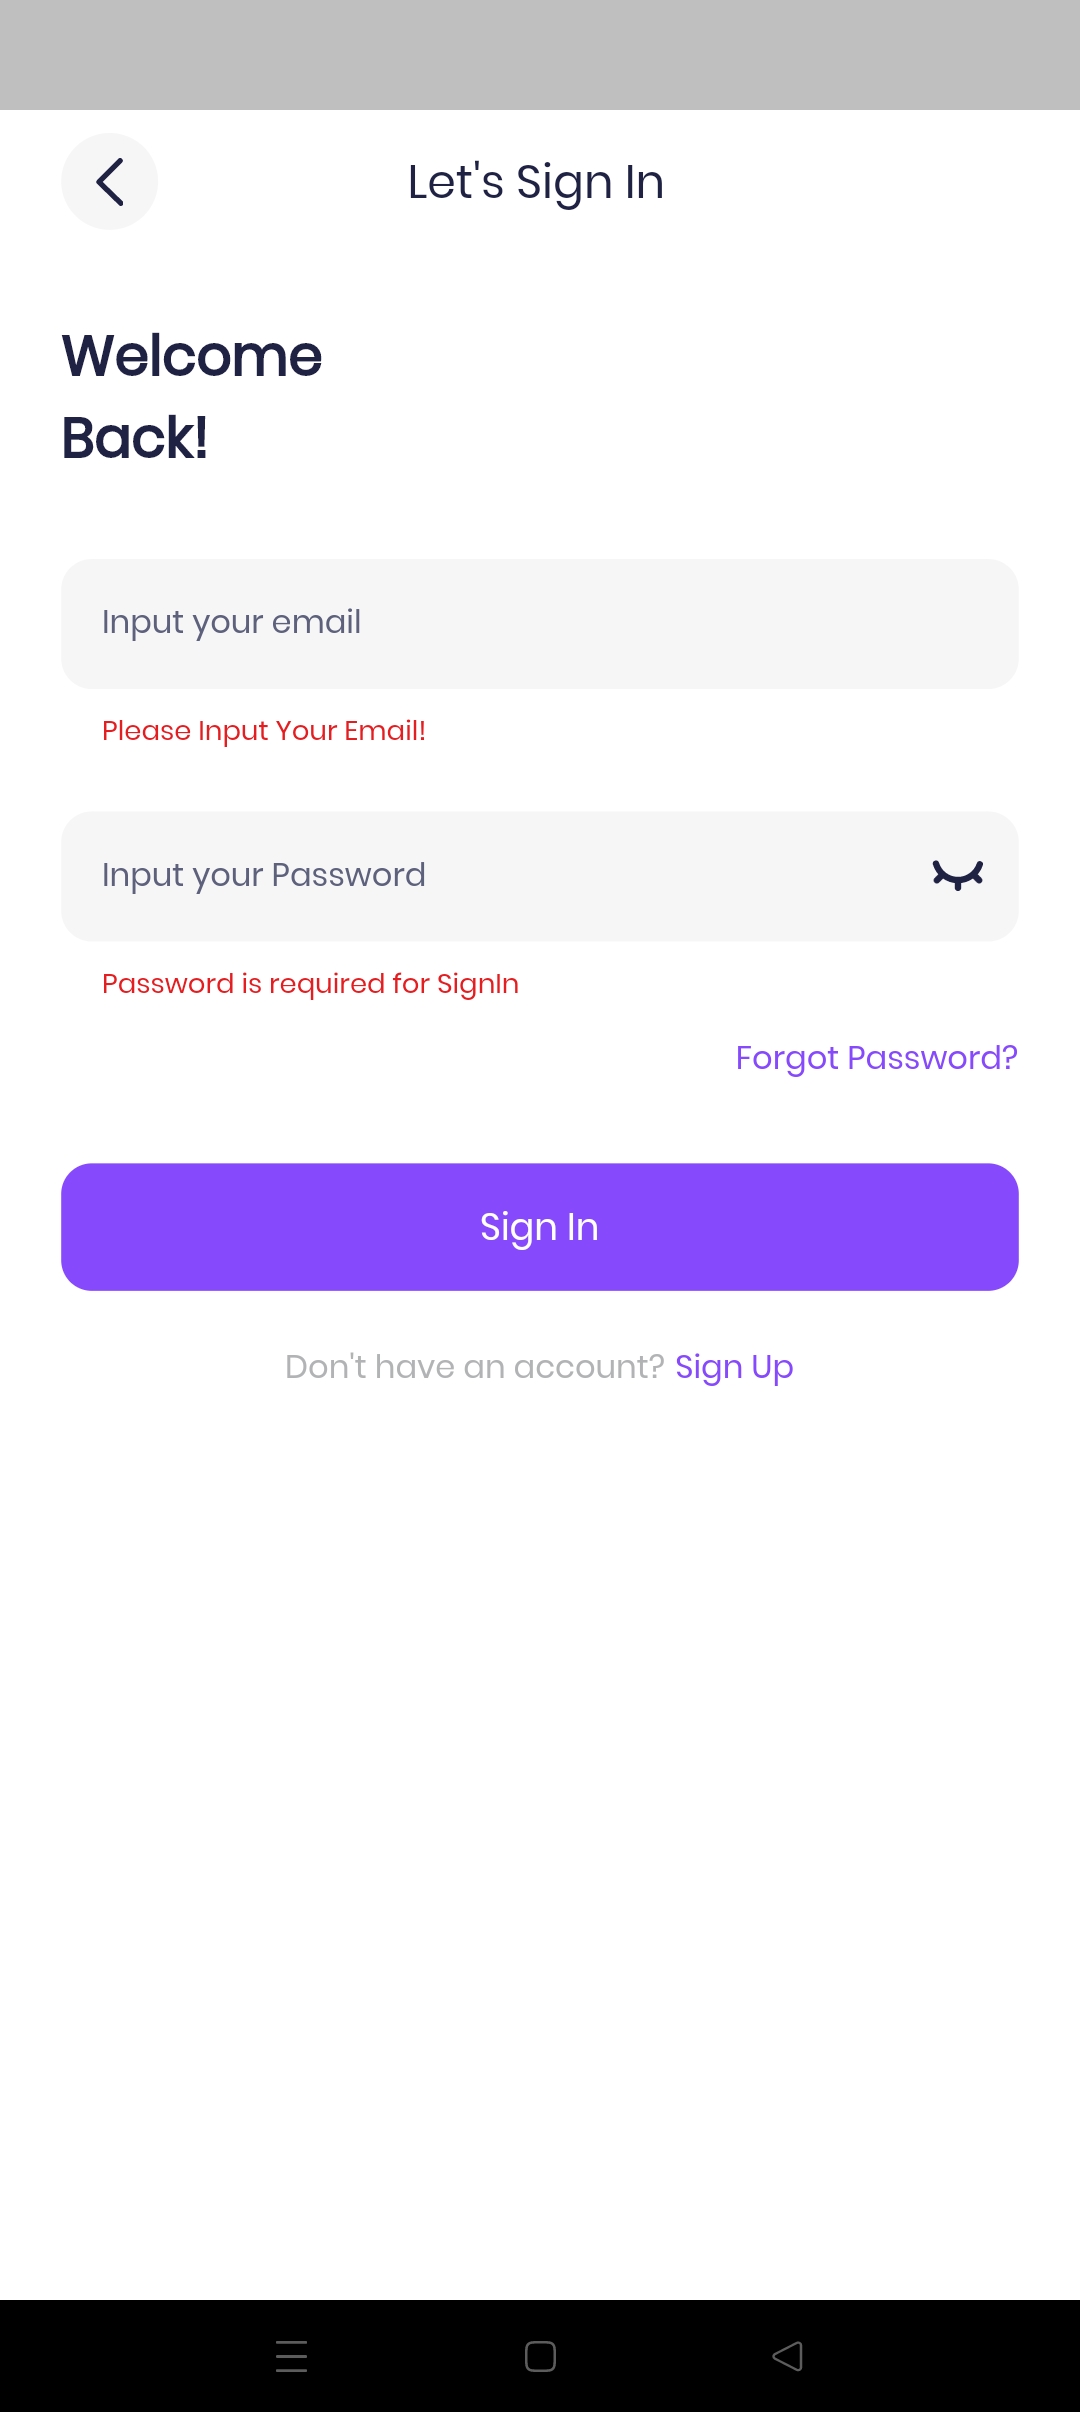 Let's Sign In
Welcome
Back!
Input your email
Please Input Your Email!
Input your Password
Password is required for SignIn
Forgot Password?
Sign In
Don't have an account? Sign Up